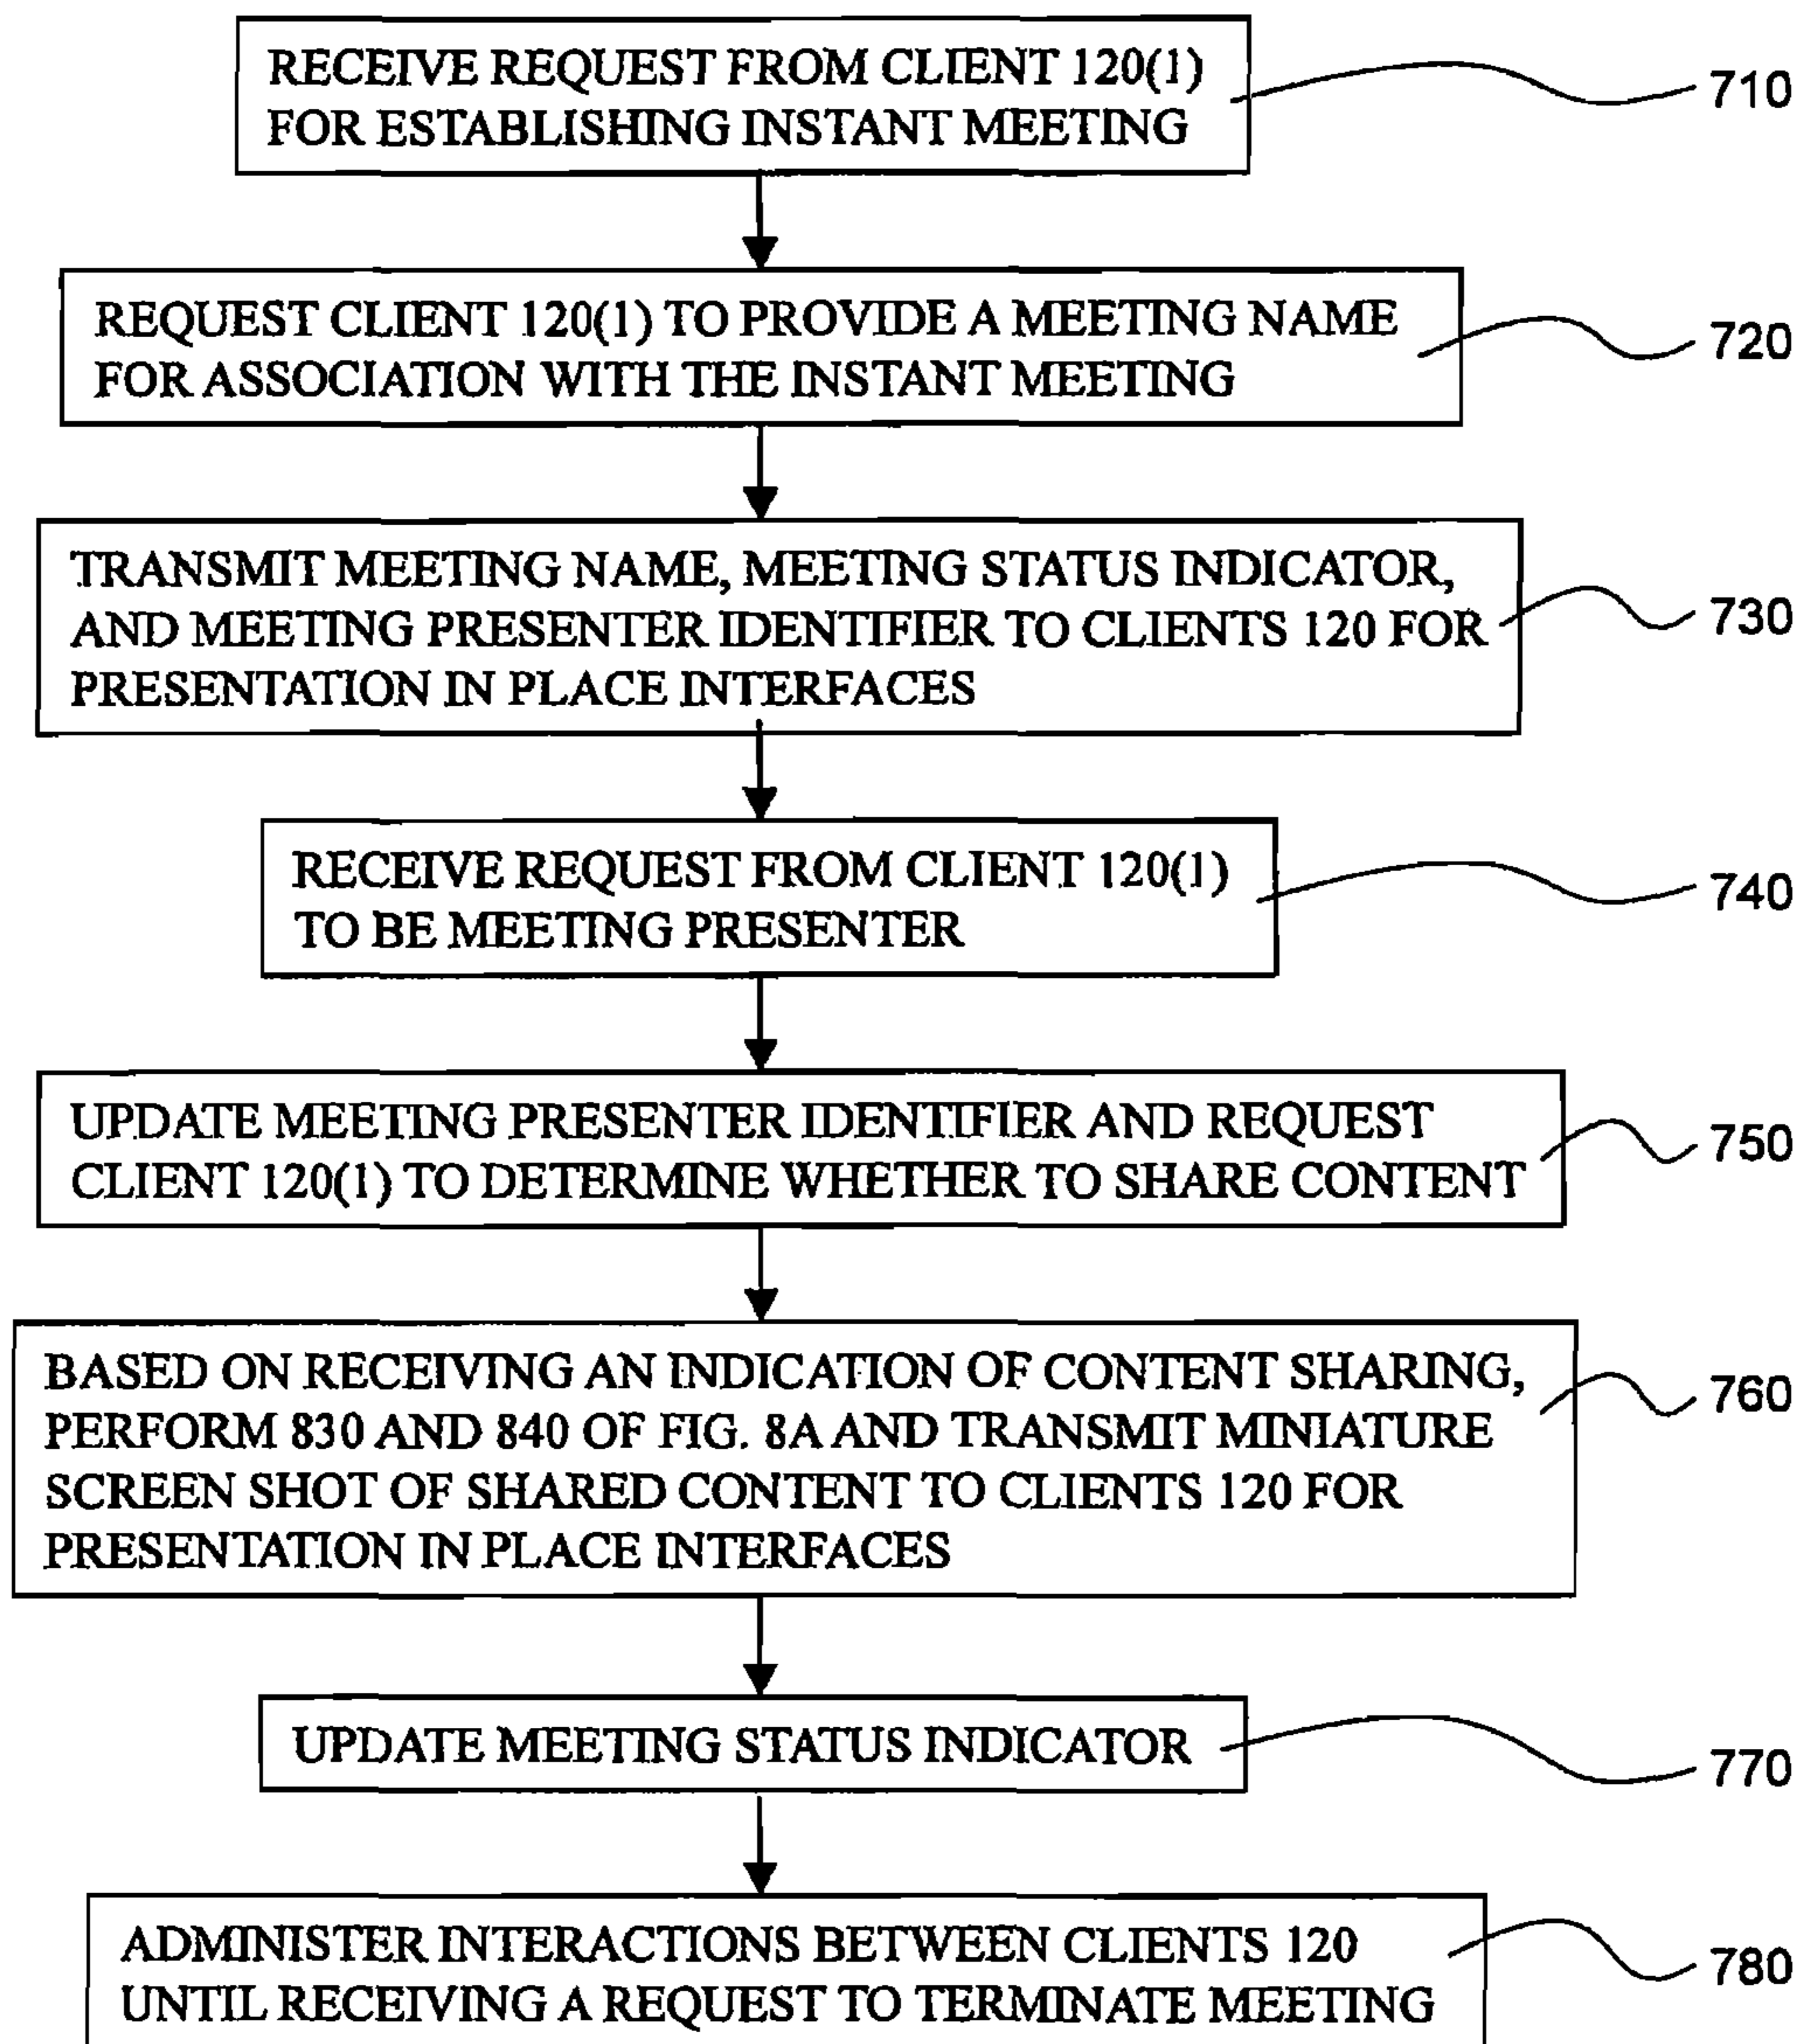 RECEIVE REQUEST FROM CLIENT 120(1)
FOR ESTABLISHING INSTANT MEETING
710
REQUEST CLIENT 120(1) TO PROVIDE A MEETING NAME
FOR ASSOCIATION WITH THE INSTANT MEETING
720
TRANSMIT MEETING NAME, MEETING STATUS INDICATOR,
AND MEETING PRESENTER IDENTIFIER TO CLIENTS 120 FOR
PRESENTATION IN PLACE INTERFACES
730
RECEIVE REQUEST FROM CLIENT 120(1)
TO BE MEETING PRESENTER
740
UPDATE MEETING PRESENTER IDENTIFIER AND REQUEST
CLIENT 120(1) TO DETERMINE WHETHER TO SHARE CONTENT
750
BASED ON RECEIVING AN INDICATION OF CONTENT SHARING,
PERFORM 830 AND 840 OF FIG. 8A AND TRANSMIT MINIATURE
SCREEN SHOT OF SHARED CONTENT TO CLIENTS 120 FOR
PRESENTATION IN PLACE INTERFACES
760
UPDATE MEETING STATUS INDICATOR
770
ADMINISTER INTERACTIONS BETWEEN CLIENTS 120
UNTIL RECEIVING A REQUEST TO TERMINATE MEETING
780